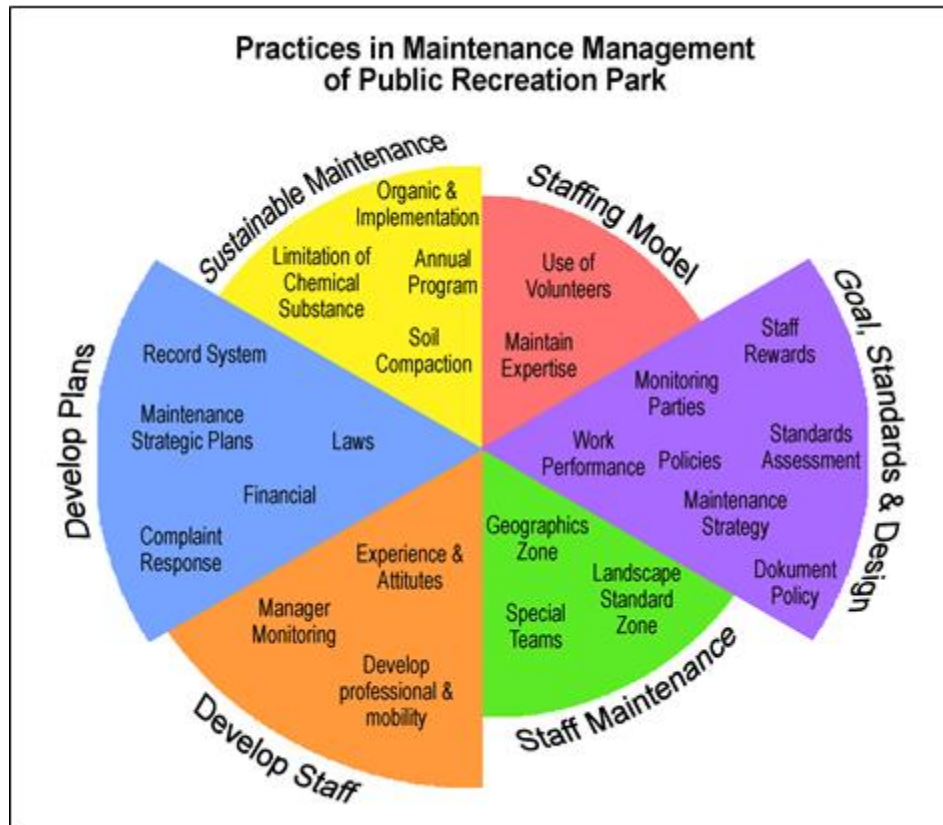 Practices in Maintenance Management
of Public Recreation Park
Sustainable Maintenance
Organic &
Implementation
Limitation of
Chemical
Substance
Annual
Program
Soil
Compaction
Staffing Model
Use of
Volunteers
Maintain
Expertise
Goal, Standards & Design
Staff
Rewards
Monitoring
Parties
Work
Performance
Policies
Standards
Assessment
Maintenance
Strategy
Dokument
Policy
Staff Maintenance
Geographics
Zone
Landscape
Standard
Zone
Special
Teams
Develop Staff
Experience &
Attitutes
Manager
Monitoring
Develop
professional &
mobility
Develop Plans
Record System
Maintenance
Strategic Plans
Laws
Financial
Complaint
Response